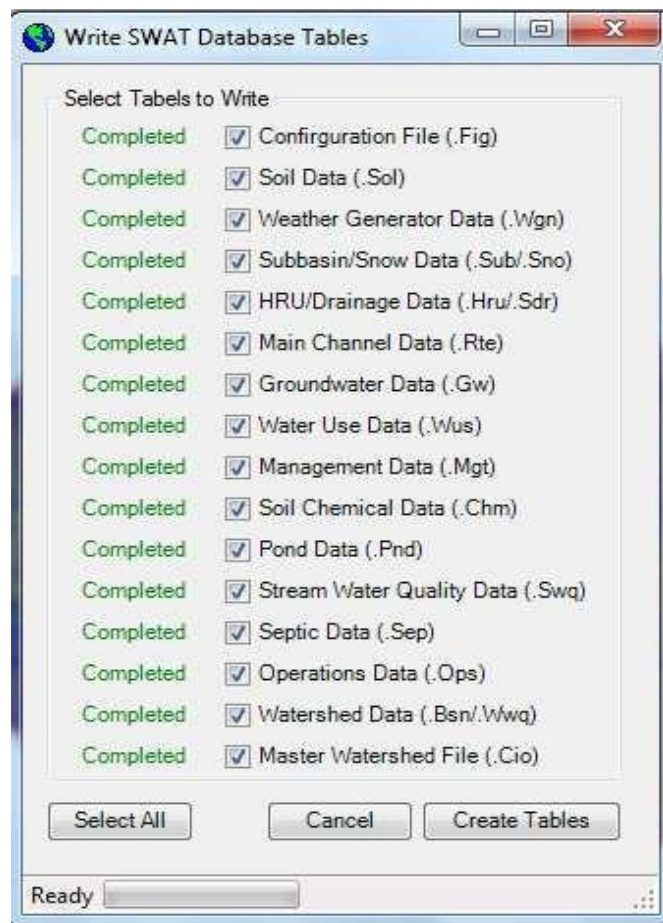 Write SWAT Database Tables
Select Tabels to Write
Completed Confirguration File (.Fig)
Completed Soil Data (.Sol)
Completed Weather Generator Data (.Wgn)
Completed Subbasin/Snow Data (.Sub/.Sno)
Completed HRU/Drainage Data (.Hru/.Sdr)
Completed Main Channel Data (.Rte)
Completed Groundwater Data (.Gw)
Completed Water Use Data (.Wus)
Completed Management Data (.Mgt)
Completed Soil Chemical Data (.Chm)
Completed Pond Data (.Pnd)
Completed Stream Water Quality Data (.Swq)
Completed Septic Data (.Sep)
Completed Operations Data (.Ops)
Completed Watershed Data (.Bsn/.Wwq)
Completed Master Watershed File (.Cio)
Select All Cancel Create Tables
Ready